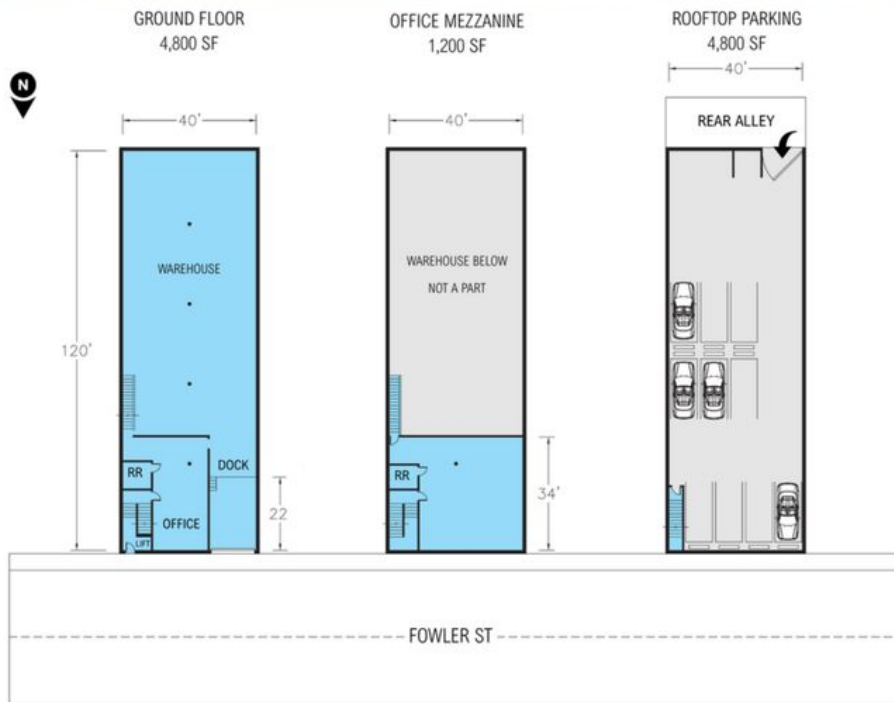 GROUND FLOOR
4,800 SF
OFFICE MEZZANINE
1,200 SF
ROOFTOP PARKING
4,800 SF
N
40'
40'
40'
REAR ALLEY
WAREHOUSE
WAREHOUSE BELOW
NOT A PART
120'
RR
DOCK
OFFICE
LIFT
22
RR
34'
FOWLER ST